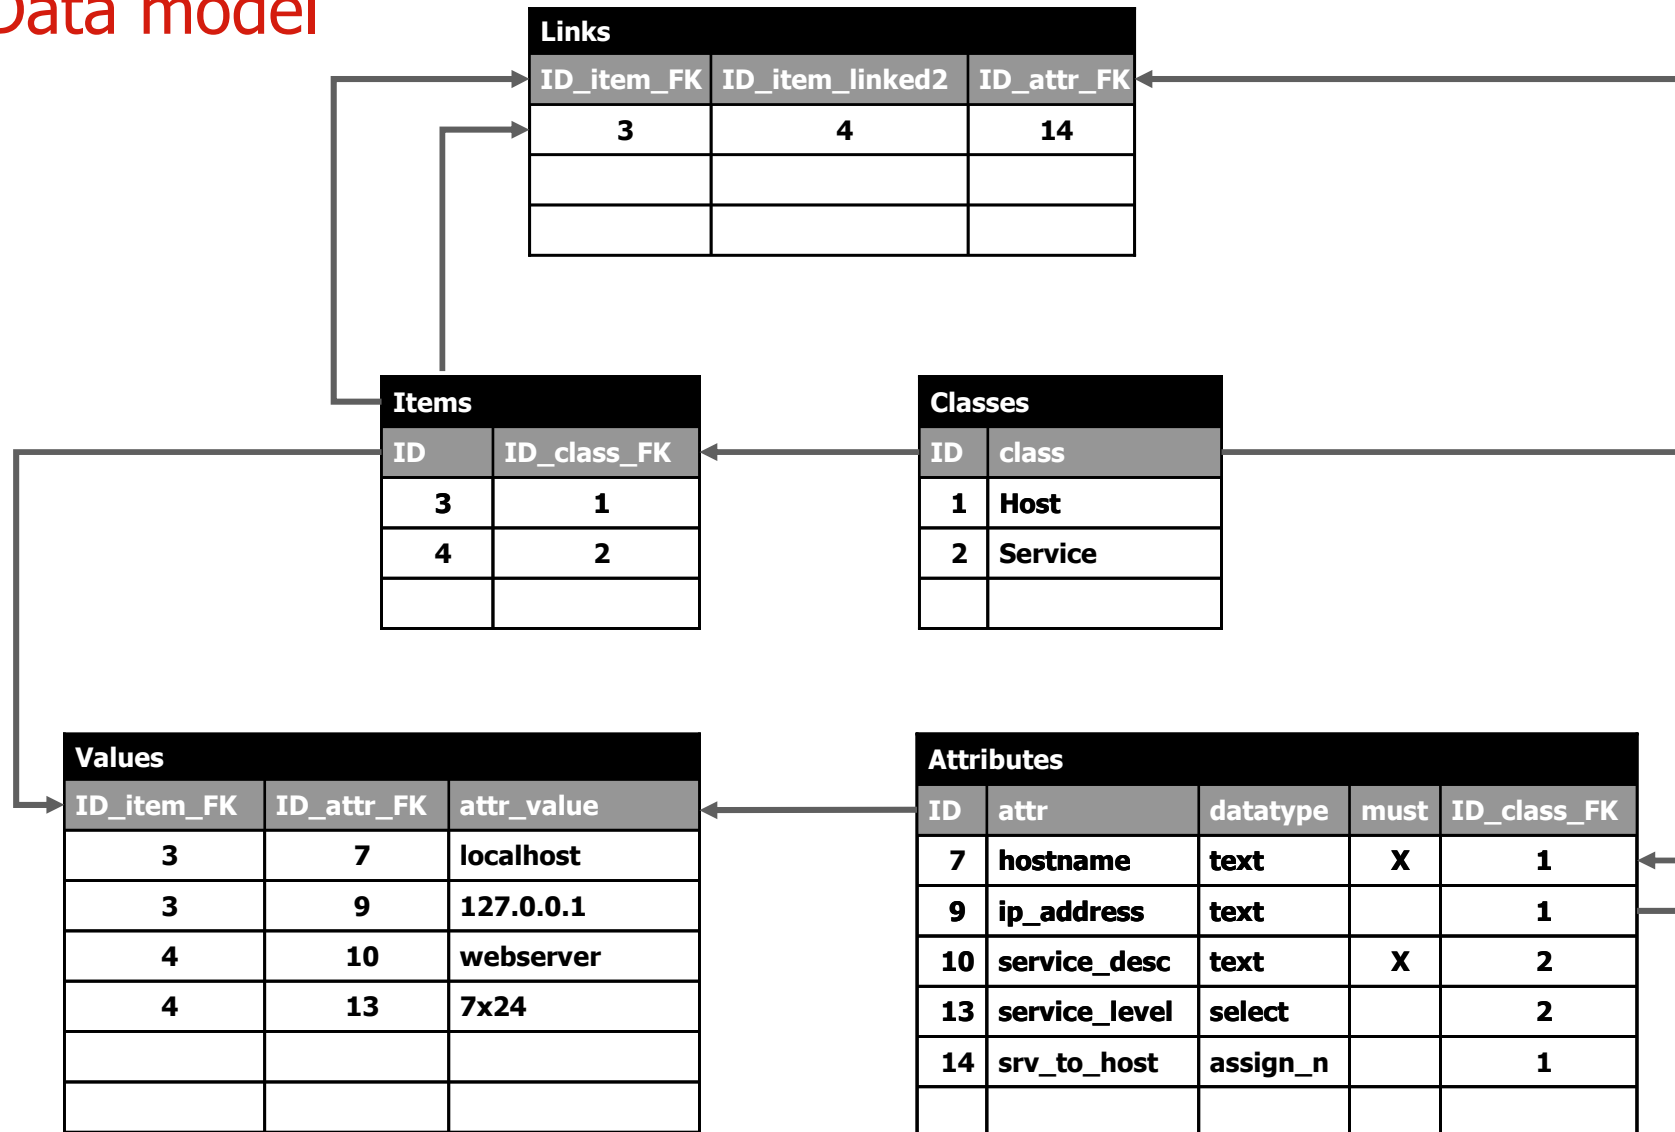 Data model
Links
ID_item_FK ID_item_linked2 ID_attr_FK
3 4 14
Items
ID ID_class_FK
3 1
4 2
Classes
ID class
1 Host
2 Service
Values
ID_item_FK ID_attr_FK attr_value
3 7 localhost
3 9 127.0.0.1
4 10 webserver
4 13 7x24
Attributes
ID attr datatype must ID_class_FK
7 hostname text X 1
9 ip_address text 1
10 service_desc text X 2
13 service_level select 2
14 srv_to_host assign_n 1